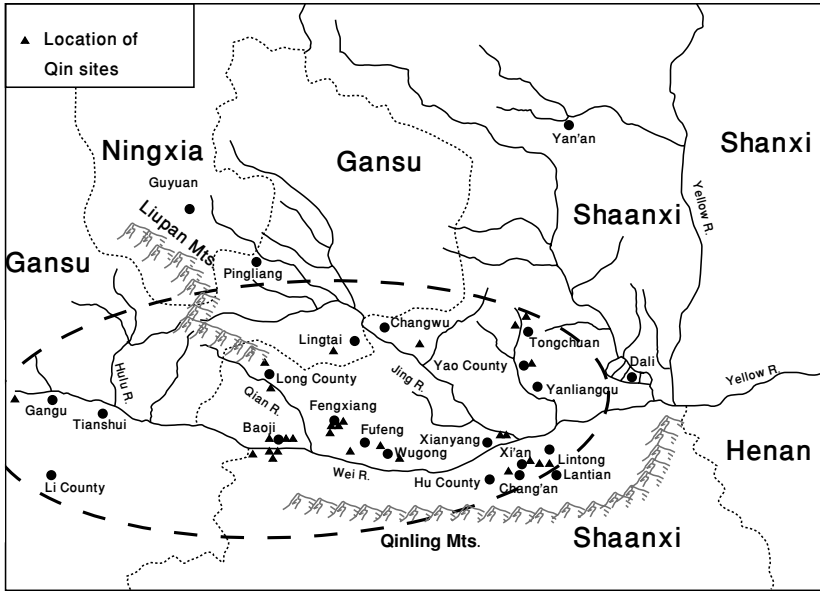 ▲ Location of
Qin sites
Ningxia
Gansu
Shanxi
Shaanxi
Yan'an
Guyuan
Yellow R.
Liupan Mts.
Gansu
Pingliang
Changwu
Lingtai
Tongchuan
Hulu R.
Long County
Jing R.
Yao County
Dali
Yellow R.
Yanliangqu
Gangu
Tianshui
Qian R.
Fengxiang
Baoji
Fufeng
Xianyang
Wugong
Xi'an
Lintong
Henan
Li County
Wei R.
Hu County
Chang'an
Lantian
Qinling Mts.
Shaanxi